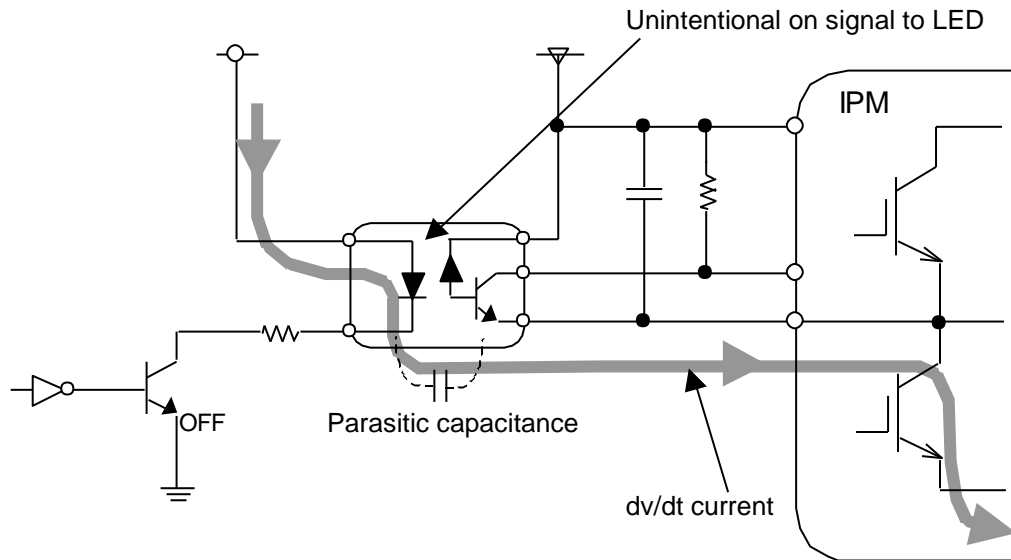 Unintentional on signal to LED
IPM
OFF
Parasitic capacitance
dv/dt current